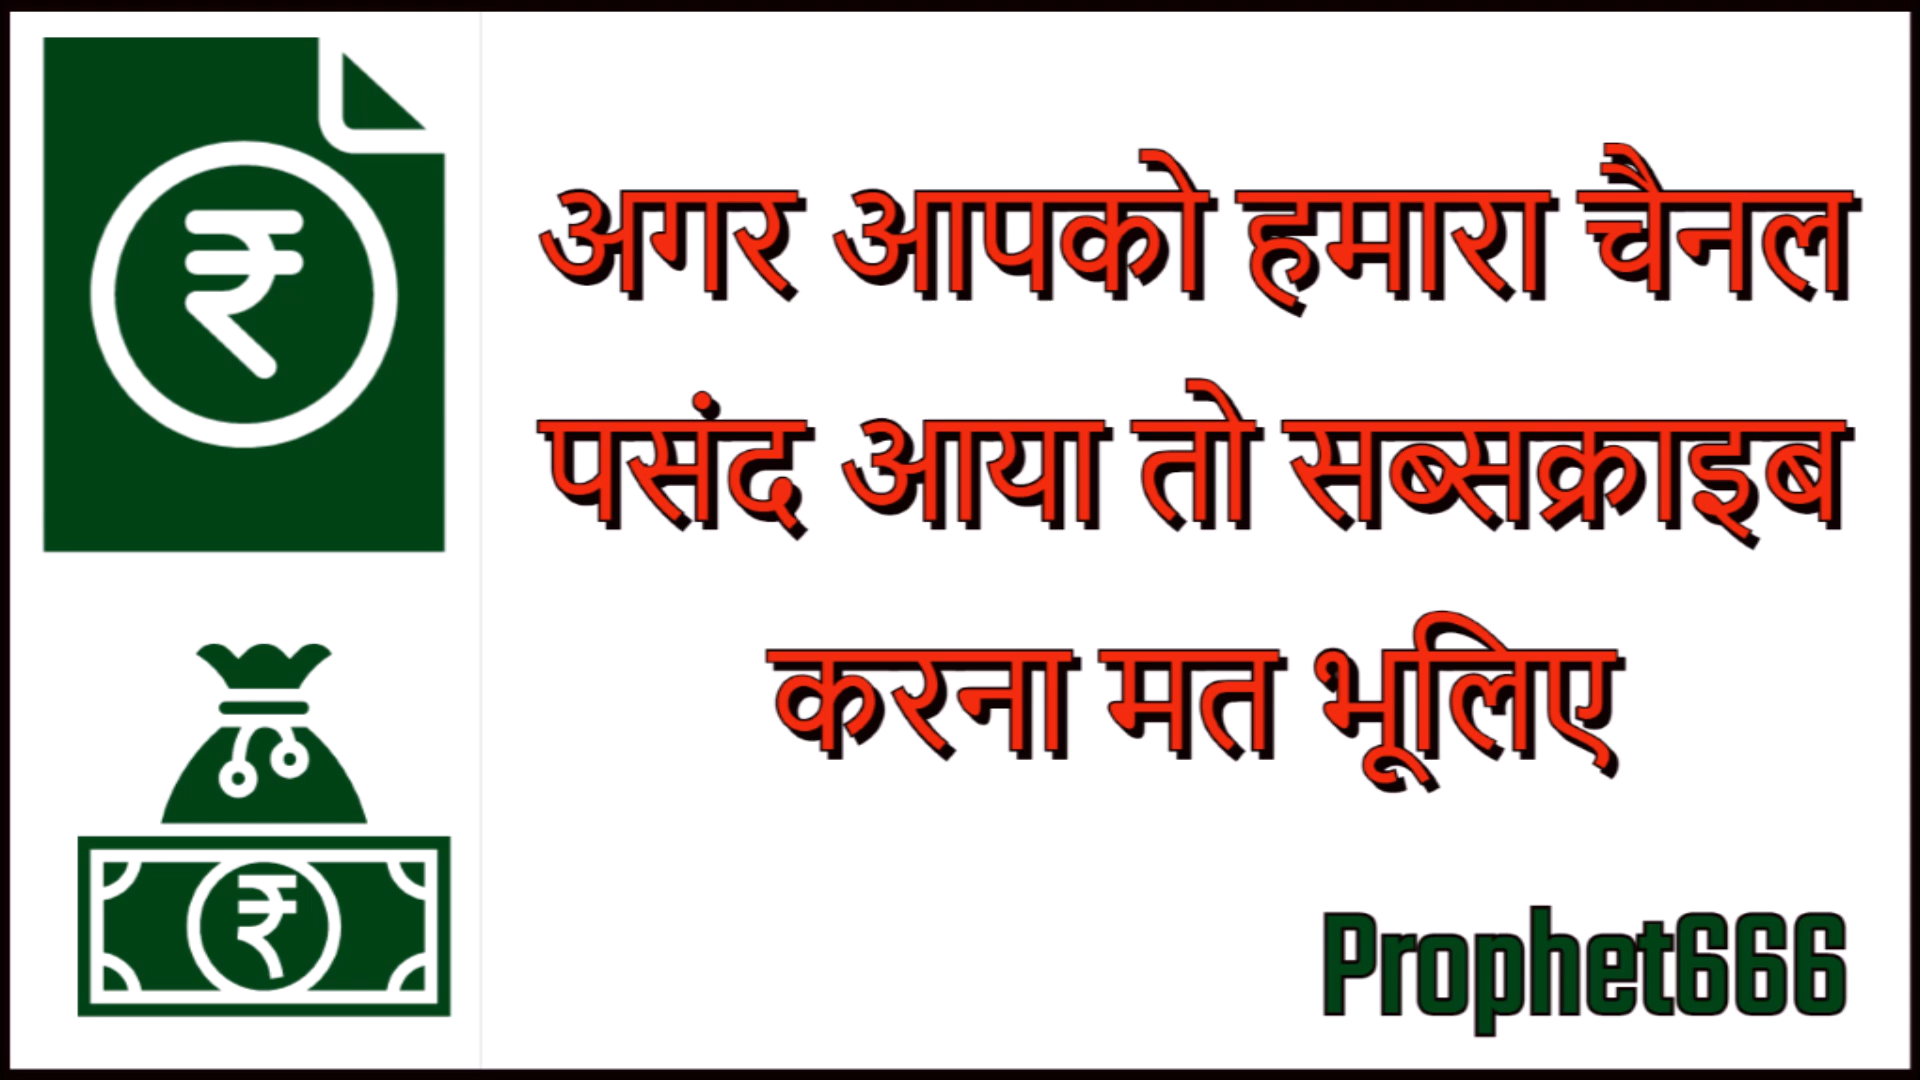 अगर आपको हमारा चैनल
पसंद आया तो सब्सक्राइब
करना मत भूलिए
₹
₹
Prophet666